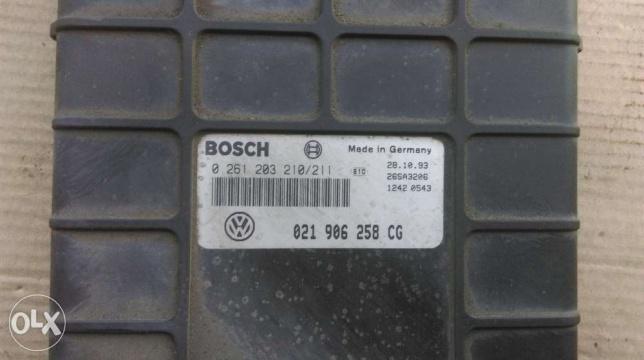 BOSCH
Made in Germany
0 261 203 210/211
28.10.93
26SA3206
1242 0543
021 906 258 CG
OLX